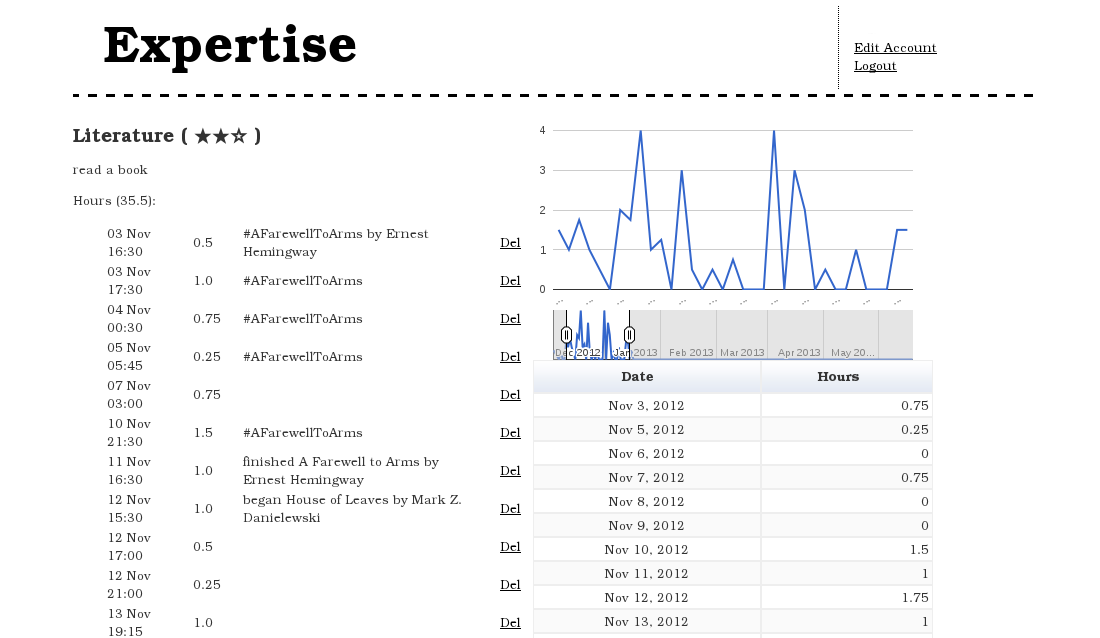 Expertise
Edit Account
Logout
Literature ( ★★☆ )
read a book
Hours (35.5):
03 Nov
16:30
0.5
#AFarewellToArms by Ernest
Hemingway
Del
03 Nov
17:30
1.0
#AFarewellToArms
Del
04 Nov
00:30
0.75
#AFarewellToArms
Del
05 Nov
05:45
0.25
#AFarewellToArms
Del
07 Nov
03:00
0.75
Del
10 Nov
21:30
1.5
#AFarewellToArms
Del
11 Nov
16:30
1.0
finished A Farewell to Arms by
Ernest Hemingway
Del
12 Nov
15:30
1.0
began House of Leaves by Mark Z.
Danielewski
Del
12 Nov
17:00
0.5
Del
12 Nov
21:00
0.25
Del
13 Nov
19:15
1.0
Del
4
3
2
1
0
... ... ... ... ... ... ... ... ... ... ... ...
Dec 2012 Jan 2013 Feb 2013 Mar 2013 Apr 2013 May 20...
Date Hours
Nov 3, 2012 0.75
Nov 5, 2012 0.25
Nov 6, 2012 0
Nov 7, 2012 0.75
Nov 8, 2012 0
Nov 9, 2012 0
Nov 10, 2012 1.5
Nov 11, 2012 1
Nov 12, 2012 1.75
Nov 13, 2012 1